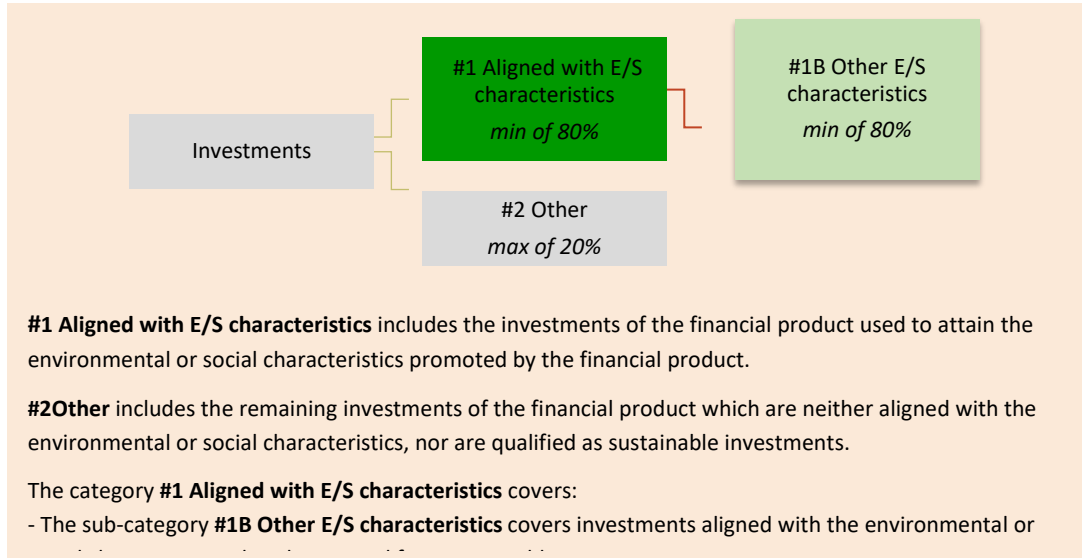 #1 Aligned with E/S
characteristics
min of 80%
#1B Other E/S
characteristics
min of 80%
Investments
#2 Other
max of 20%
#1 Aligned with E/S characteristics includes the investments of the financial product used to attain the
environmental or social characteristics promoted by the financial product.
#2Other includes the remaining investments of the financial product which are neither aligned with the
environmental or social characteristics, nor are qualified as sustainable investments.
The category #1 Aligned with E/S characteristics covers:
- The sub-category #1B Other E/S characteristics covers investments aligned with the environmental or